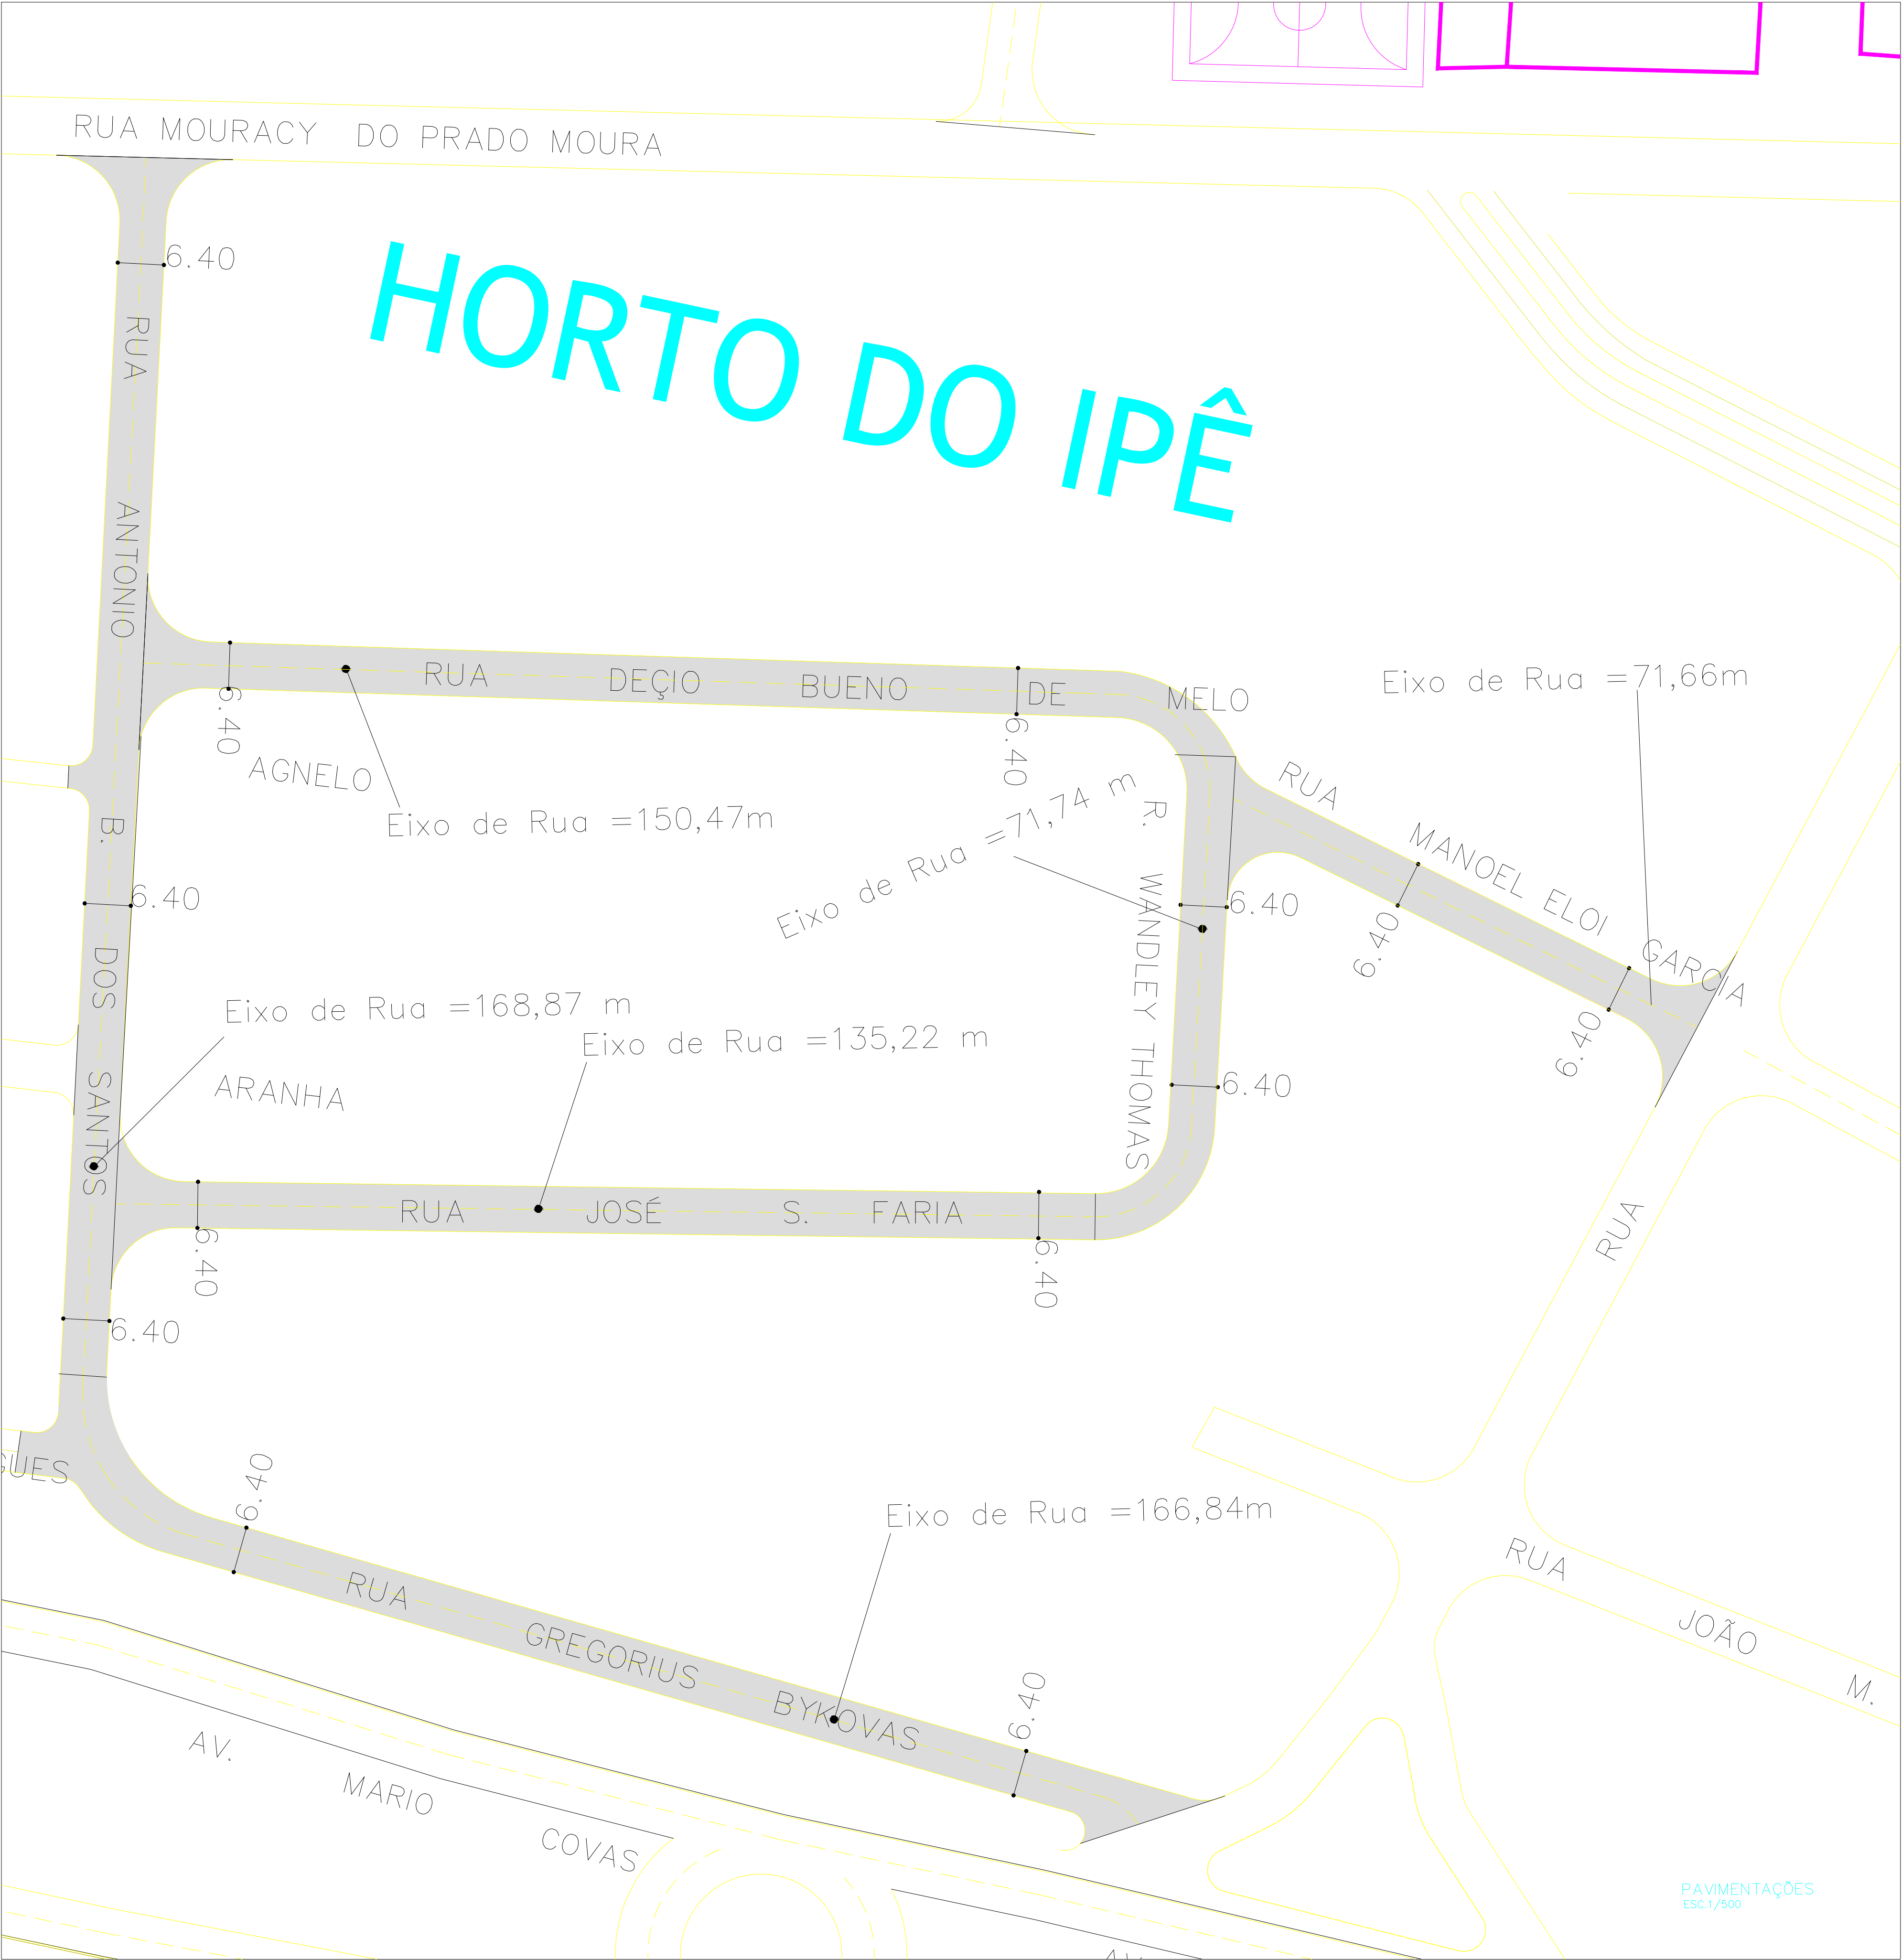 RUA MOURACY DO PRADO MOURA
6.40
HORTO DO IPÊ
RUA ANTONIO B. DOS SANTOS
RUA DEÇIO BUENO DE MELO
6.40
6.40
Eixo de Rua =71,66m
AGNELO
Eixo de Rua =150,47m
Eixo de Rua =71,74 m
RUA MANOEL ELOI GARCIA
R. WANDLEY THOMAS
6.40
6.40
6.40
6.40
Eixo de Rua =168,87 m
Eixo de Rua =135,22 m
ARANHA
6.40
RUA JOSÉ S. FARIA
6.40
6.40
6.40
RUA
GUES
6.40
Eixo de Rua =166,84m
RUA GREGORIUS BYKOVAS
6.40
RUA JOÃO M.
AV. MARIO COVAS
PAVIMENTAÇÕES
ESC.1/500